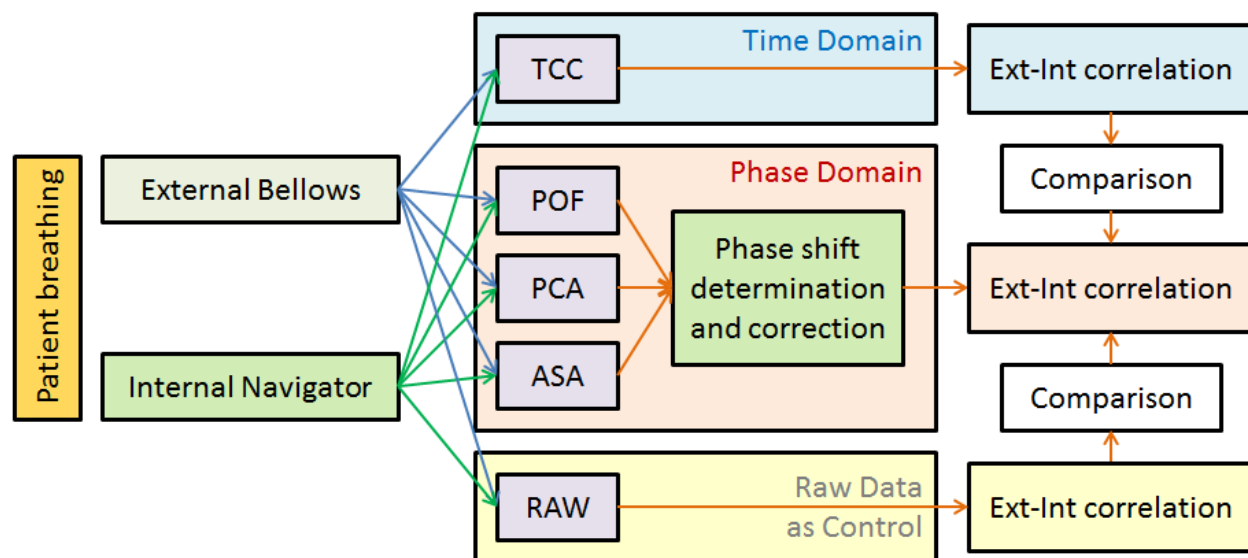 Patient breathing
External Bellows
Internal Navigator
Time Domain
TCC
Phase Domain
POF
PCA
ASA
Phase shift
determination
and correction
RAW
Raw Data
as Control
Ext-Int correlation
Comparison
Ext-Int correlation
Comparison
Ext-Int correlation